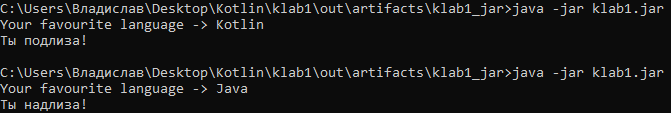 C:\Users\Владислав\Desktop\Kotlin\klab1\out\artifacts\klab1_jar>java -jar klab1.jar
Your favourite language -> Kotlin
Ты подлиза!
C:\Users\Владислав\Desktop\Kotlin\klab1\out\artifacts\klab1_jar>java -jar klab1.jar
Your favourite language -> Java
Ты надлиза!